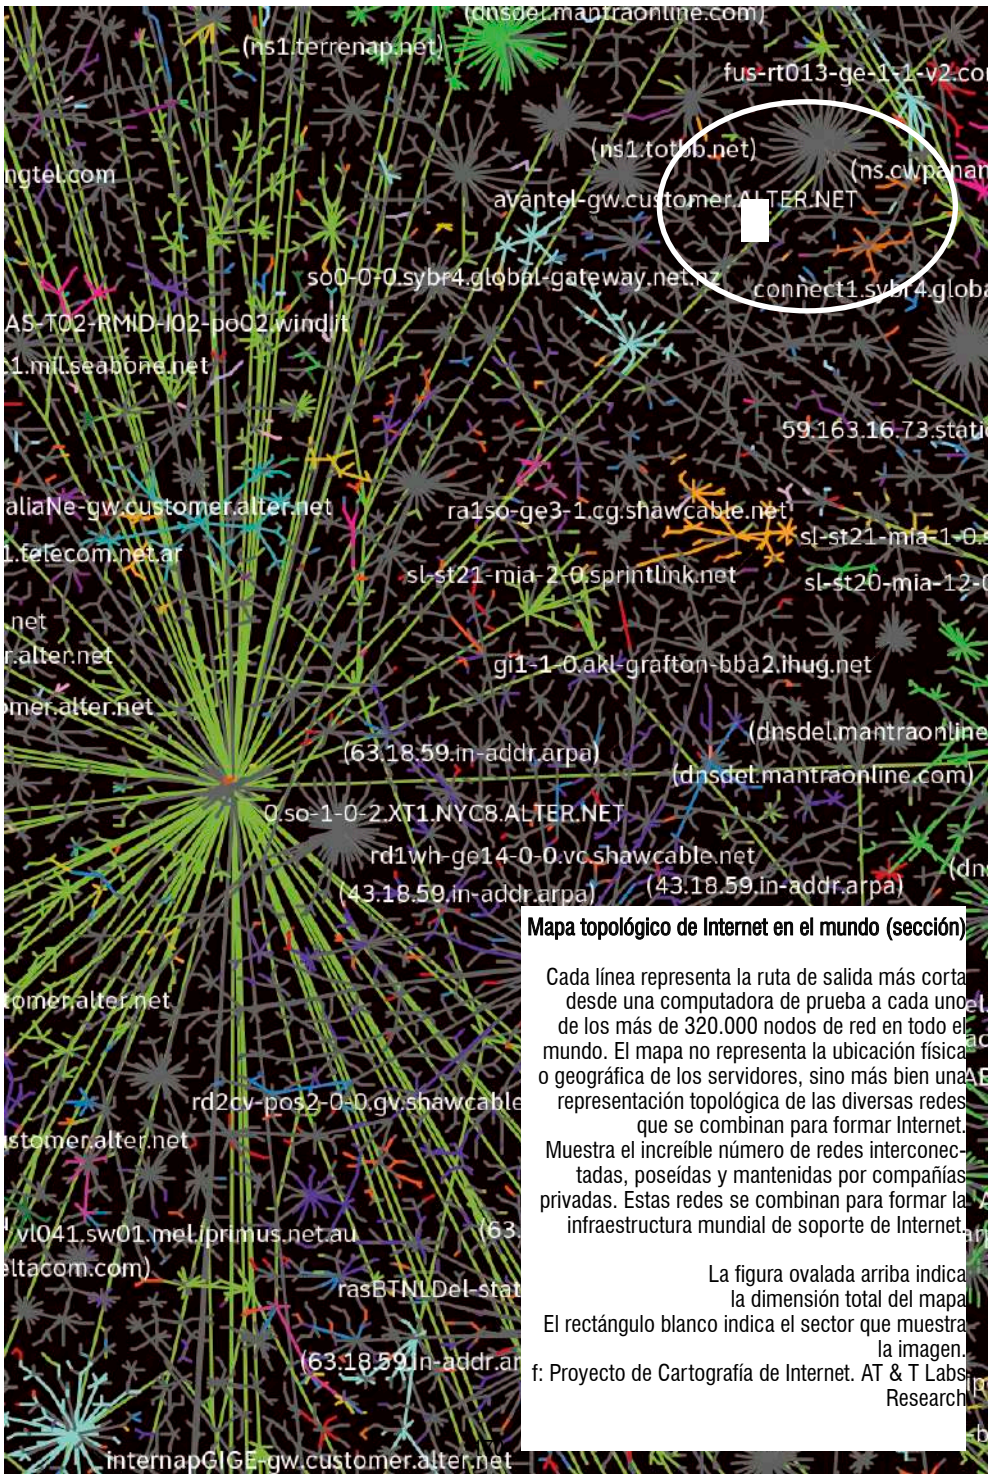 (dnsdel.mantraonline.com)
(ns1.terrenap.net)
fus-rt013-ge-1-1-v2.co
(ns1.totbb.net)
(ns.cwpanam
ngtel.com
avantel-gw.customer.ALTER.NET
so0-0-0.sybr4.global-gateway.net.nz
connect1.sybr4.globa
AS-T02-RMID-I02-po02.wind.it
1.mil.seabone.net
59.163.16.73.stati
aliaNe-gw.customer.alter.net
ra1so-ge3-1.cg.shawcable.net
sl-st21-mia-1-0.s
1.telecom.net.ar
sl-st21-mia-2-0.sprintlink.net
sl-st20-mia-12-0
net
r.alter.net
gi1-1-0.akl-grafton-bba2.ihug.net
omer.alter.net
(dnsdel.mantraonline
(63.18.59.in-addr.arpa)
(dnsdel.mantraonline.com)
0.so-1-0-2.XT1.NYC8.ALTER.NET
rd1wh-ge14-0-0.vc.shawcable.net
(dns
(43.18.59.in-addr.arpa)
(43.18.59.in-addr.arpa)
Mapa topológico de Internet en el mundo (sección)
Cada línea representa la ruta de salida más corta
desde una computadora de prueba a cada uno
de los más de 320.000 nodos de red en todo el
mundo. El mapa no representa la ubicación física
o geográfica de los servidores, sino más bien una
representación topológica de las diversas redes
que se combinan para formar Internet.
Muestra el increíble número de redes interconec-
tadas, poseídas y mantenidas por compañías
privadas. Estas redes se combinan para formar la
infraestructura mundial de soporte de Internet.
La figura ovalada arriba indica
la dimensión total del mapa
El rectángulo blanco indica el sector que muestra
la imagen.
f: Proyecto de Cartografía de Internet. AT & T Labs
Research
tomer.alter.net
rd2cv-pos2-0-0.gv.shawcable
ustomer.alter.net
vl041.sw01.mel.iprimus.net.au
(63.
eltacom.com)
rasBTNLDel-stat
(63.18.59.in-addr.ar
internapGIGE-gw.customer.alter.net